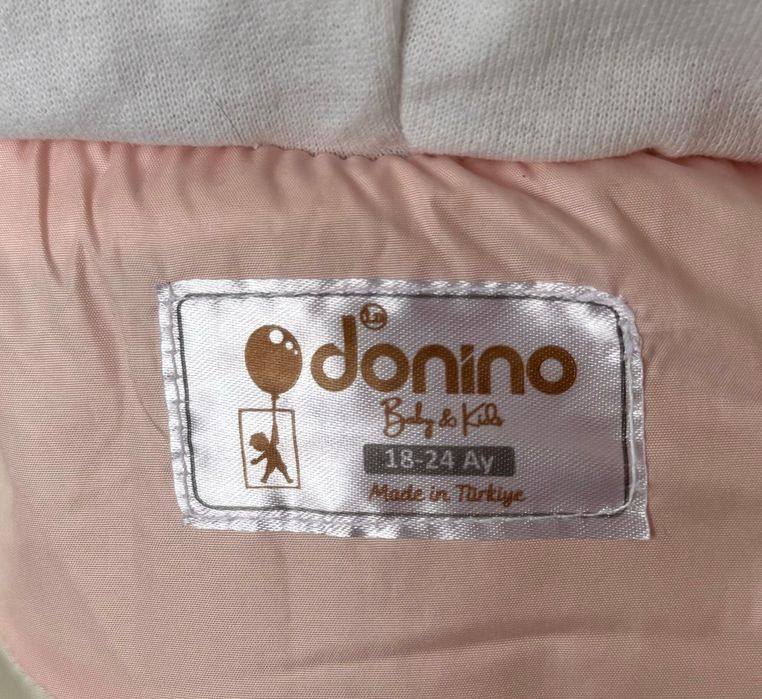 donino
Baby & Kids
18-24 Ay
Made in Türkiye